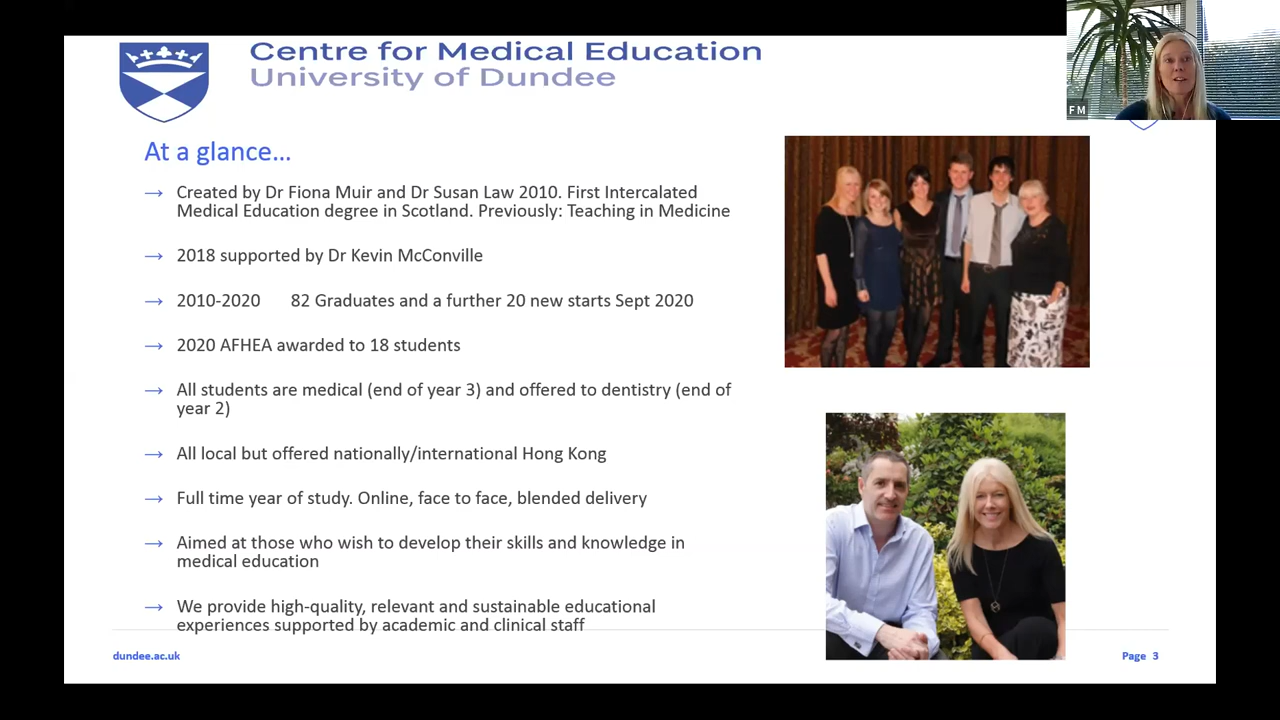 Centre for Medical Education
University of Dundee
FM
At a glance...
→ Created by Dr Fiona Muir and Dr Susan Law 2010. First Intercalated
Medical Education degree in Scotland. Previously: Teaching in Medicine
→ 2018 supported by Dr Kevin McConville
→ 2010-2020 82 Graduates and a further 20 new starts Sept 2020
→ 2020 AFHEA awarded to 18 students
→ All students are medical (end of year 3) and offered to dentistry (end of
year 2)
→ All local but offered nationally/international Hong Kong
→ Full time year of study. Online, face to face, blended delivery
→ Aimed at those who wish to develop their skills and knowledge in
medical education
→ We provide high-quality, relevant and sustainable educational
experiences supported by academic and clinical staff
dundee.ac.uk
Page 3